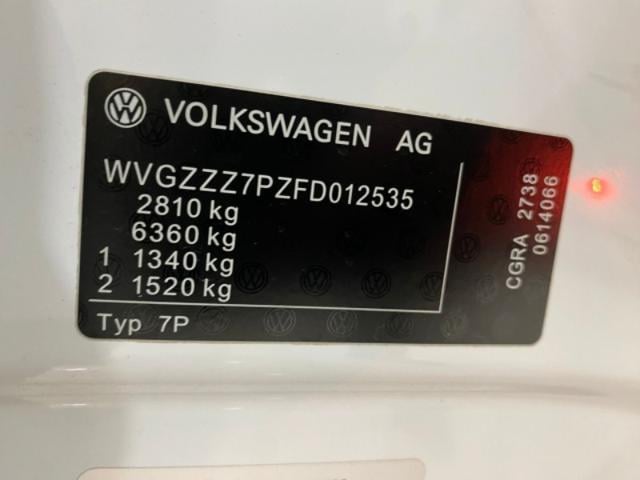 VOLKSWAGEN AG
WVGZZZ7PZFD012535
2810 kg
6360 kg
1 1340 kg
2 1520 kg
Typ 7P
CGRA 2738
0614066